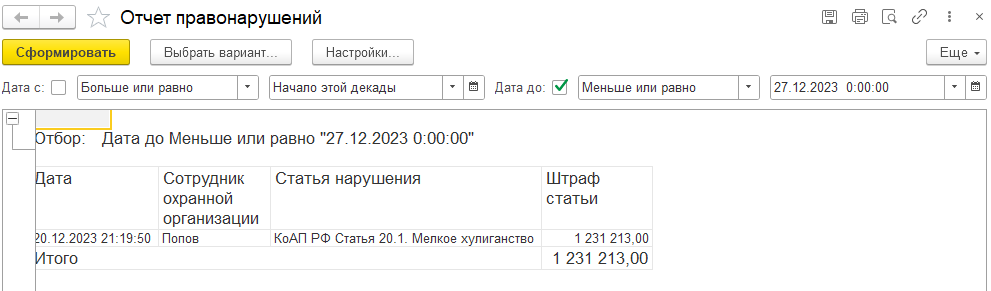 Отчет правонарушений
Сформировать Выбрать вариант... Настройки... Еще
Дата с: Больше или равно Начало этой декады Дата до: Меньше или равно 27.12.2023 0:00:00
Отбор: Дата до Меньше или равно "27.12.2023 0:00:00"
Дата Сотрудник охранной организации Статья нарушения Штраф статьи
20.12.2023 21:19:50 Попов КоАП РФ Статья 20.1. Мелкое хулиганство 1 231 213,00
Итого 1 231 213,00